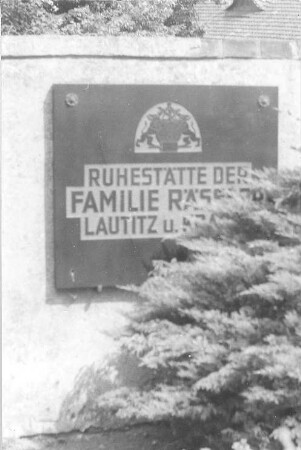 RUHESTÄTTE DER
FAMILIE
LAUTITZ u.